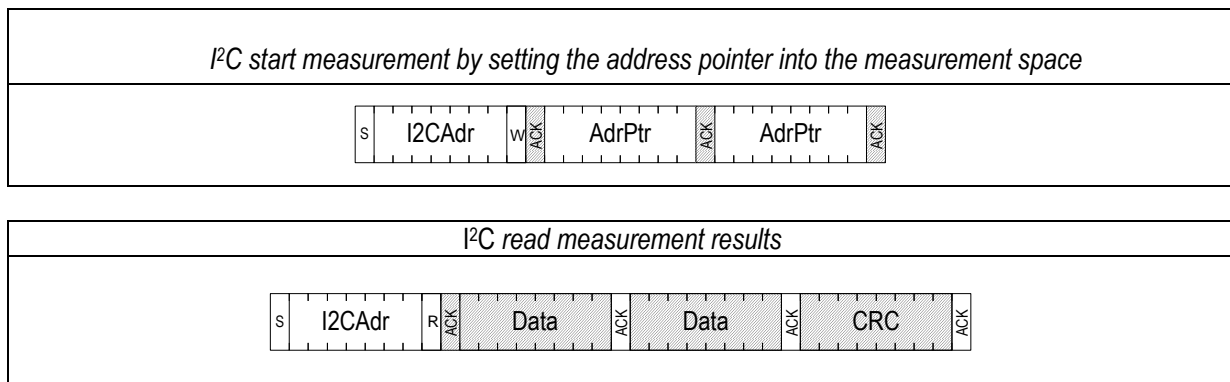 I²C start measurement by setting the address pointer into the measurement space
S I2CAdr W ACK AdrPtr ACK AdrPtr ACK
I²C read measurement results
S I2CAdr R ACK Data ACK Data ACK CRC ACK